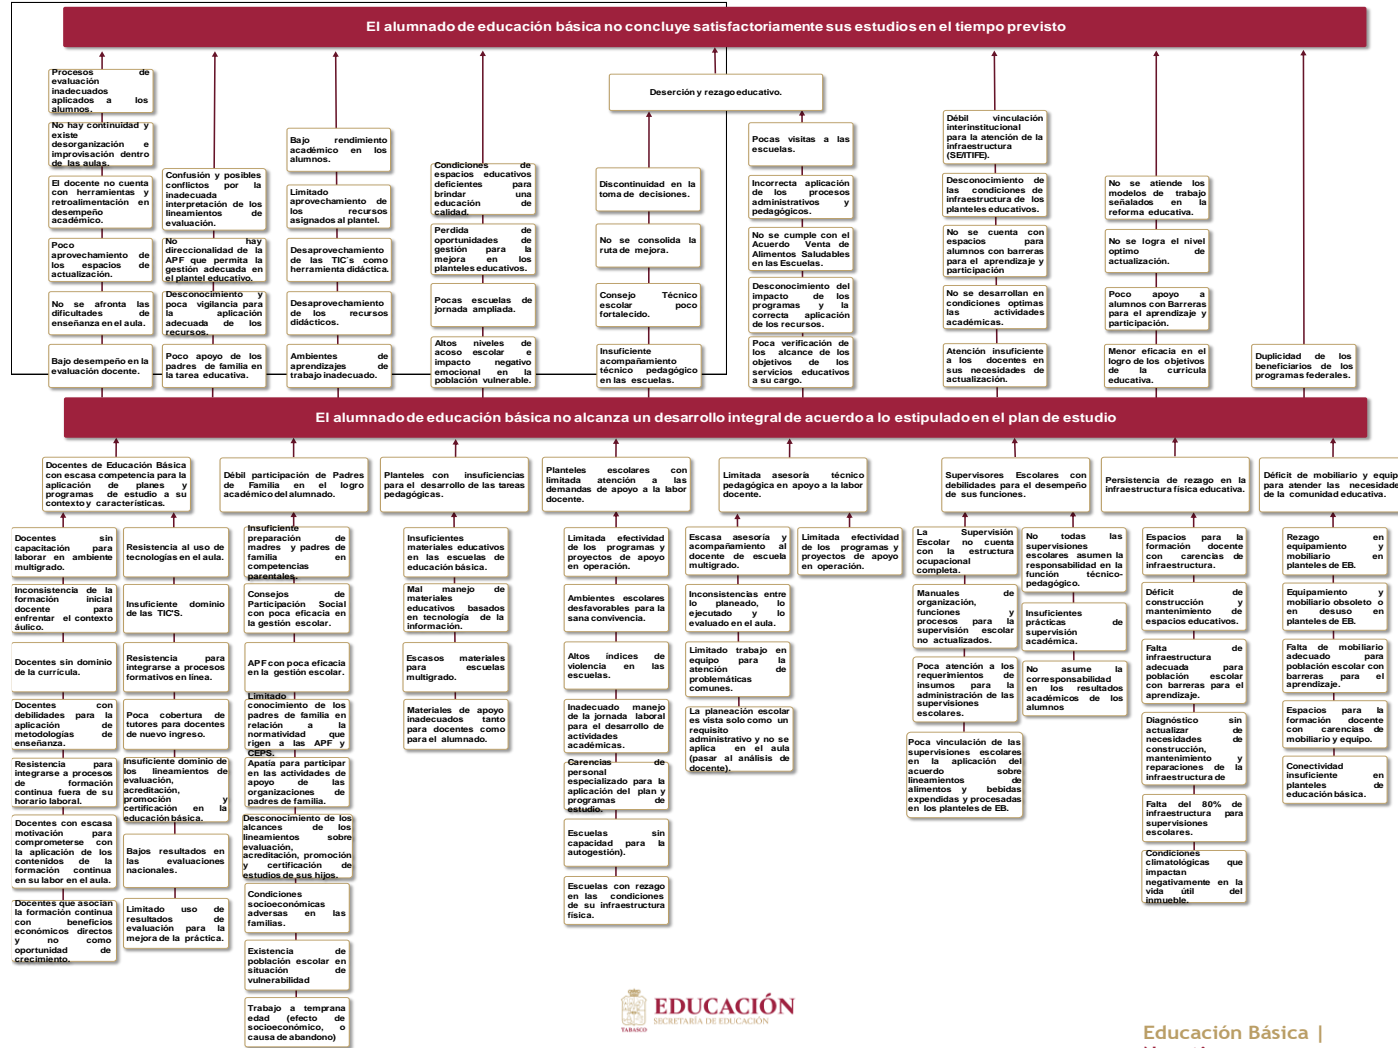 El alumnado de educación básica no concluye satisfactoriamente sus estudios en el tiempo previsto
Procesos de
evaluación
inadecuados
aplicados a los
alumnos.
No hay continuidad y
existe
desorganización e
improvisación dentro
de las aulas.
El docente no cuenta
con herramientas y
retroalimentación en
desempeño
académico.
Poco
aprovechamiento de
los espacios de
actualización.
No se afronta las
dificultades de
enseñanza en el aula.
Bajo desempeño en la
evaluación docente.
Confusión y posibles
conflictos por la
inadecuada
interpretación de los
lineamientos de
evaluación.
No hay
direccionalidad de la
APF que permita la
gestión adecuada en
el plantel educativo.
Desconocimiento y
poca vigilancia para
la aplicación
adecuada de los
recursos.
Poco apoyo de los
padres de familia en
la tarea educativa.
Bajo rendimiento
académico en los
alumnos.
Limitado
aprovechamiento de
los recursos
asignados al plantel.
Desaprovechamiento
de las TIC´s como
herramienta didáctica.
Desaprovechamiento
de los recursos
didácticos.
Ambientes de
aprendizajes de
trabajo inadecuado.
Condiciones de
espacios educativos
deficientes para
brindar una
educación de
calidad.
Perdida de
oportunidades de
gestión para la
mejora en los
planteles educativos.
Pocas escuelas de
jornada ampliada.
Altos niveles de
acoso escolar e
impacto negativo
emocional en la
población vulnerable.
Deserción y rezago educativo.
Discontinuidad en la
toma de decisiones.
No se consolida la
ruta de mejora.
Consejo Técnico
escolar poco
fortalecido.
Insuficiente
acompañamiento
técnico pedagógico
en las escuelas.
Pocas visitas a las
escuelas.
Incorrecta aplicación
de los procesos
administrativos y
pedagógicos.
No se cumple con el
Acuerdo Venta de
Alimentos Saludables
en las Escuelas.
Desconocimiento del
impacto de los
programas y la
correcta aplicación
de los recursos.
Poca verificación de
los alcance de los
objetivos de los
servicios educativos
a su cargo.
Débil vinculación
interinstitucional
para la atención de la
infraestructura
(SE/ITIFE).
Desconocimiento de
las condiciones de
infraestructura de los
planteles educativos.
No se cuenta con
espacios para
alumnos con barreras
para el aprendizaje y
participación
No se desarrollan en
condiciones optimas
las actividades
académicas.
Atención insuficiente
a los docentes en
sus necesidades de
actualización.
No se atiende los
modelos de trabajo
señalados en la
reforma educativa.
No se logra el nivel
optimo de
actualización.
Poco apoyo a
alumnos con Barreras
para el aprendizaje y
participación.
Menor eficacia en el
logro de los objetivos
de la currícula
educativa.
Duplicidad de los
beneficiarios de los
programas federales.
El alumnado de educación básica no alcanza un desarrollo integral de acuerdo a lo estipulado en el plan de estudio
Docentes de Educación Básica
con escasa competencia para la
aplicación de planes y
programas de estudio a su
contexto y características.
Docentes sin
capacitación para
laborar en ambiente
multigrado.
Inconsistencia de la
formación inicial
docente para
enfrentar el contexto
áulico.
Docentes sin dominio
de la currícula.
Docentes con
debilidades para la
aplicación de
metodologías de
enseñanza.
Resistencia para
integrarse a procesos
de formación
continua fuera de su
horario laboral.
Docentes con escasa
motivación para
comprometerse con
la aplicación de los
contenidos de la
formación continua
en su labor en el aula.
Docentes que asocian
la formación continua
con beneficios
económicos directos
y no como
oportunidad de
crecimiento.
Resistencia al uso de
tecnologías en el aula.
Insuficiente dominio
de las TIC'S.
Resistencia para
integrarse a procesos
formativos en línea.
Poca cobertura de
tutores para docentes
de nuevo ingreso.
Insuficiente dominio de
los lineamientos de
evaluación,
acreditación,
promoción y
certificación en la
educación básica.
Bajos resultados en
las evaluaciones
nacionales.
Limitado uso de
resultados de
evaluación para la
mejora de la práctica.
Débil participación de Padres
de Familia en el logro
académico del alumnado.
Insuficiente
preparación de
madres y padres de
familia en
competencias
parentales.
Consejos de
Participación Social
con poca eficacia en
la gestión escolar.
APF con poca eficacia
en la gestión escolar.
Limitado
conocimiento de los
padres de familia en
relación a la
normatividad que
rigen a las APF y
CEPS.
Apatía para participar
en las actividades de
apoyo de las
organizaciones de
padres de familia.
Desconocimiento de los
alcances de los
lineamientos sobre
evaluación,
acreditación, promoción
y certificación de
estudios de sus hijos.
Condiciones
socioeconómicas
adversas en las
familias.
Existencia de
población escolar en
situación de
vulnerabilidad
Trabajo a temprana
edad (efecto de
socioeconómico, o
causa de abandono)
Planteles con insuficiencias
para el desarrollo de las tareas
pedagógicas.
Insuficientes
materiales educativos
en las escuelas de
educación básica.
Mal manejo de
materiales
educativos basados
en tecnología de la
información.
Escasos materiales
para escuelas
multigrado.
Materiales de apoyo
inadecuados tanto
para docentes como
para el alumnado.
Planteles escolares con
limitada atención a las
demandas de apoyo a la labor
docente.
Limitada efectividad
de los programas y
proyectos de apoyo
en operación.
Ambientes escolares
desfavorables para la
sana convivencia.
Altos índices de
violencia en las
escuelas.
Inadecuado manejo
de la jornada laboral
para el desarrollo de
actividades
académicas.
Carencias de
personal
especializado para la
aplicación del plan y
programas de
estudio.
Escuelas sin
capacidad para la
autogestión).
Escuelas con rezago
en las condiciones
de su infraestructura
física.
Limitada asesoría técnico
pedagógica en apoyo a la labor
docente.
Escasa asesoría y
acompañamiento al
docente de escuela
multigrado.
Inconsistencias entre
lo planeado, lo
ejecutado y lo
evaluado en el aula.
Limitado trabajo en
equipo para la
atención de
problemáticas
comunes.
La planeación escolar
es vista solo como un
requisito
administrativo y no se
aplica en el aula
(pasar al análisis de
docente).
Limitada efectividad
de los programas y
proyectos de apoyo
en operación.
Supervisores Escolares con
debilidades para el desempeño
de sus funciones.
La Supervisión
Escolar no cuenta
con la estructura
ocupacional
completa.
Manuales de
organización,
funciones y
procesos para la
supervisión escolar
no actualizados.
Poca atención a los
requerimientos de
insumos para la
administración de las
supervisiones
escolares.
Poca vinculación de las
supervisiones escolares
en la aplicación del
acuerdo sobre
lineamientos de
alimentos y bebidas
expendidas y procesadas
en los planteles de EB.
No todas las
supervisiones
escolares asumen la
responsabilidad en la
función técnico-
pedagógico.
Insuficientes
prácticas de
supervisión
académica.
No asume la
corresponsabilidad
en los resultados
académicos de los
alumnos
Persistencia de rezago en la
infraestructura física educativa.
Espacios para la
formación docente
con carencias de
infraestructura.
Déficit de
construcción y
mantenimiento de
espacios educativos.
Falta de
infraestructura
adecuada para
población escolar
con barreras para el
aprendizaje.
Diagnóstico sin
actualizar de
necesidades de
construcción,
mantenimiento y
reparaciones de la
infraestructura de
Falta del 80% de
infraestructura para
supervisiones
escolares.
Condiciones
climatológicas que
impactan
negativamente en la
vida útil del
inmueble.
Déficit de mobiliario y equip
para atender las necesidade
de la comunidad educativa.
Rezago en
equipamiento y
mobiliario en
planteles de EB.
Equipamiento y
mobiliario obsoleto o
en desuso en
planteles de EB.
Falta de mobiliario
adecuado para
población escolar con
barreras para el
aprendizaje.
Espacios para la
formación docente
con carencias de
mobiliario y equipo.
Conectividad
insuficiente en
planteles de
educación básica.
TABASCO
EDUCACIÓN
SECRETARÍA DE EDUCACIÓN
Educación Básica |